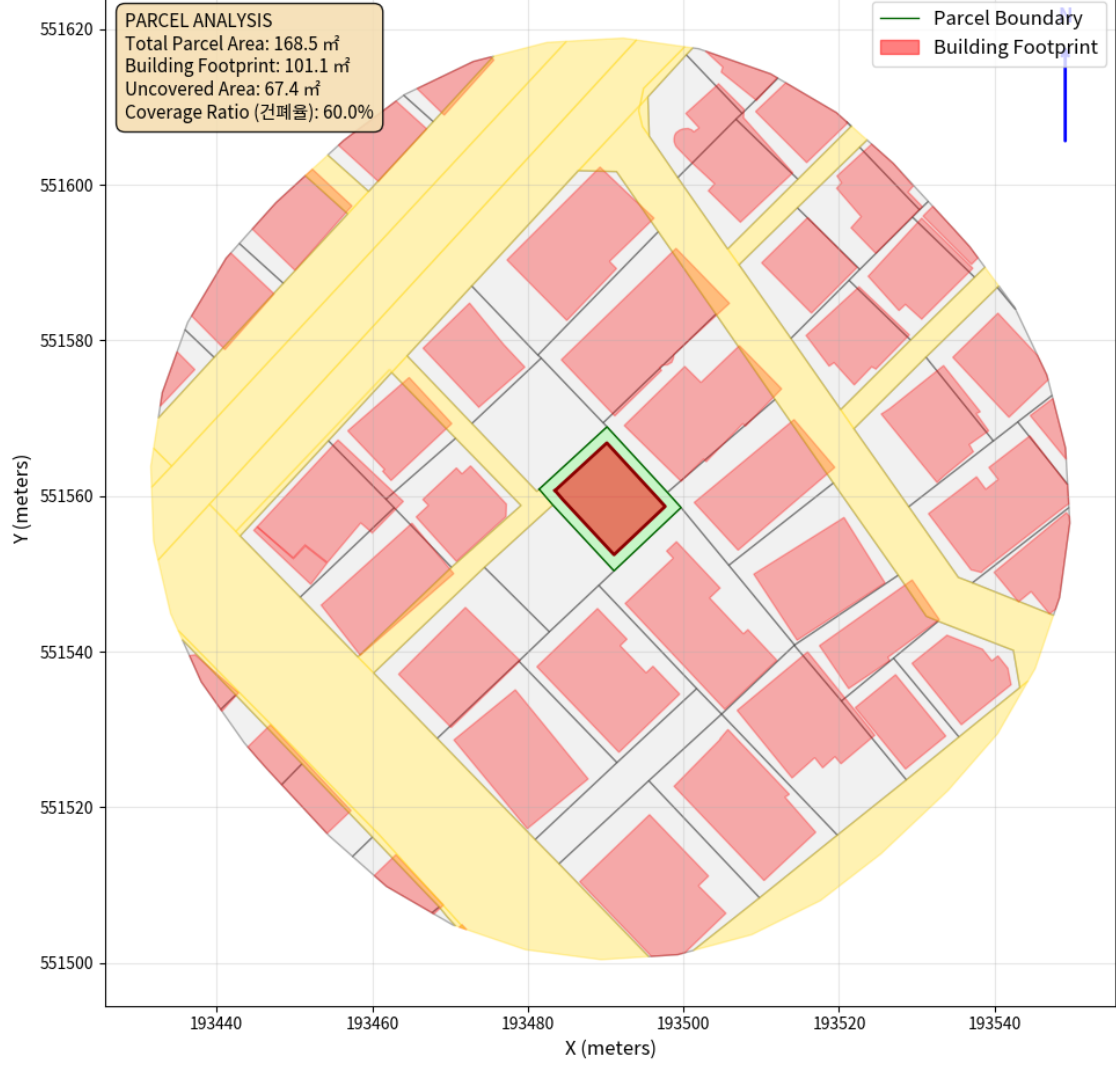 PARCEL ANALYSIS
Total Parcel Area: 168.5 ㎡
Building Footprint: 101.1 ㎡
Uncovered Area: 67.4 ㎡
Coverage Ratio (건폐율): 60.0%
N
Parcel Boundary
Building Footprint
551620
551600
551580
551560
551540
551520
551500
Y (meters)
193440
193460
193480
193500
193520
193540
X (meters)